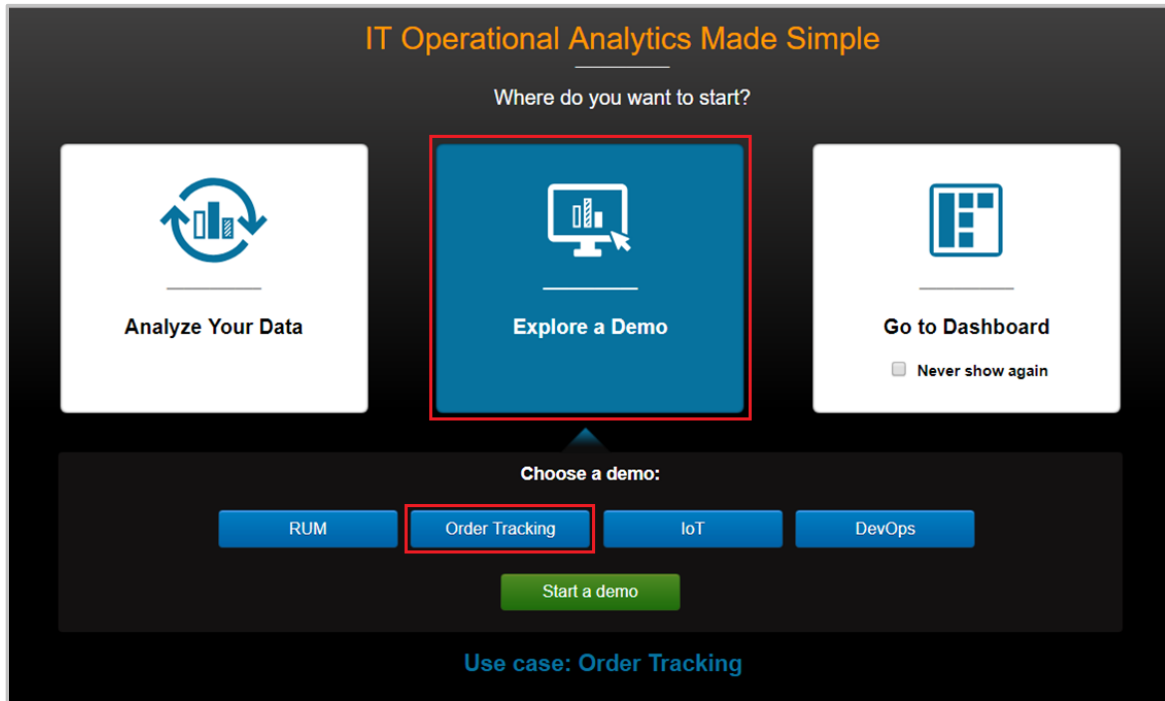 IT Operational Analytics Made Simple
Where do you want to start?
Analyze Your Data
Explore a Demo
Go to Dashboard
Never show again
Choose a demo:
RUM
Order Tracking
IoT
DevOps
Start a demo
Use case: Order Tracking